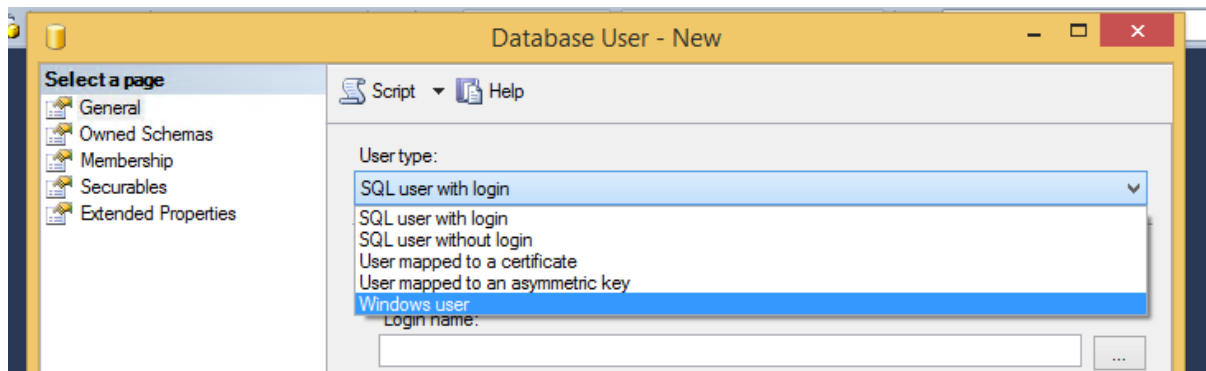 Database User - New
Select a page
General
Owned Schemas
Membership
Securables
Extended Properties
Script
Help
User type:
SQL user with login
SQL user with login
SQL user without login
User mapped to a certificate
User mapped to an asymmetric key
Windows user
Login name:
...